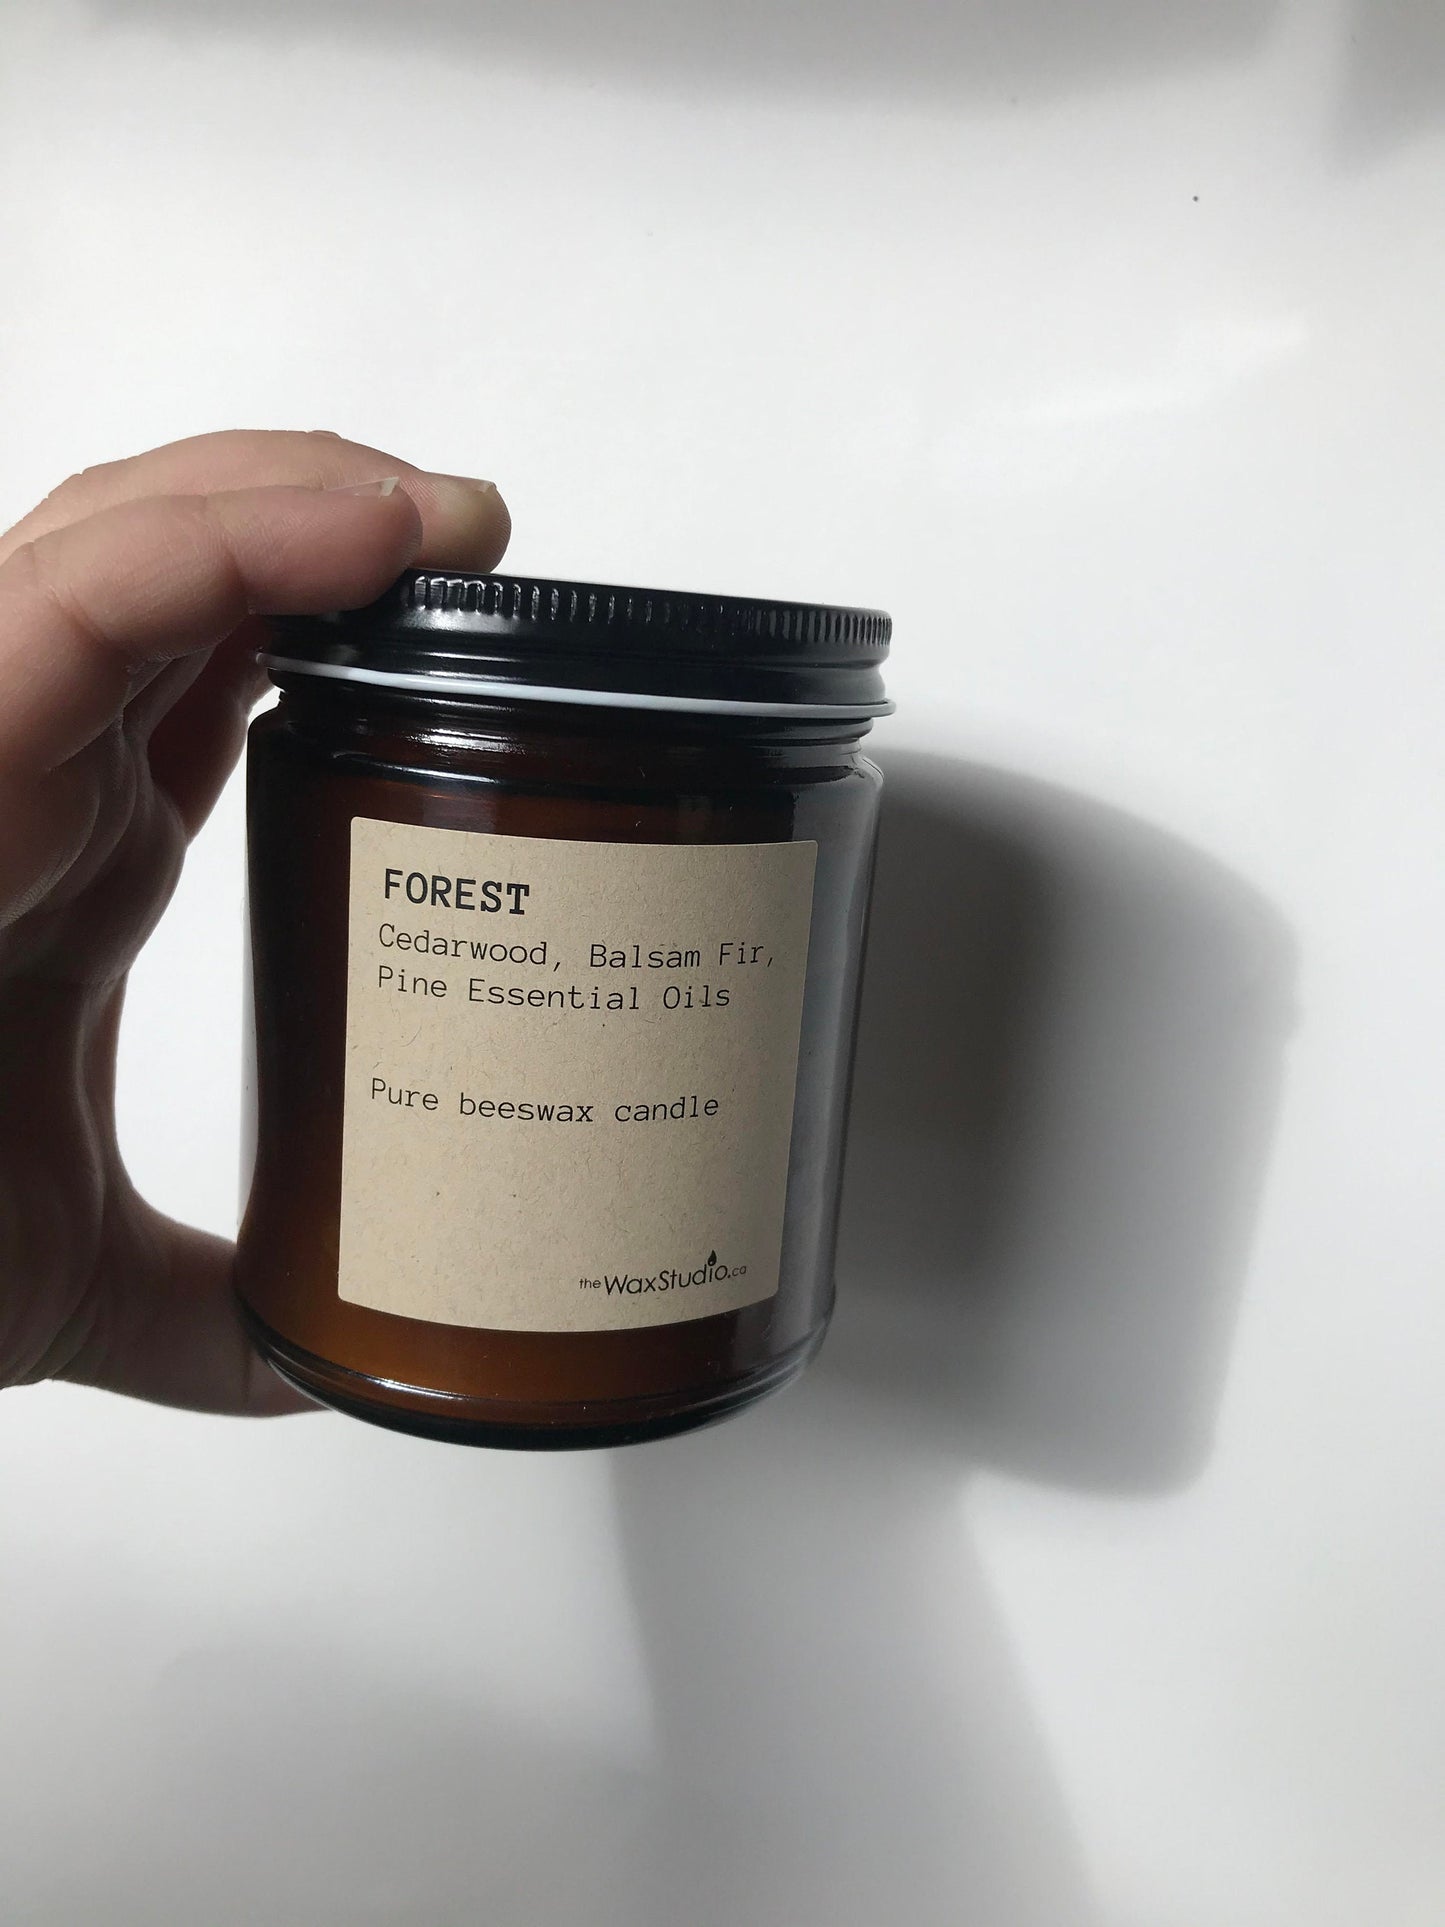 FOREST
Cedarwood, Balsam Fir,
Pine Essential Oils
Pure beeswax candle
theWaxStudio.ca